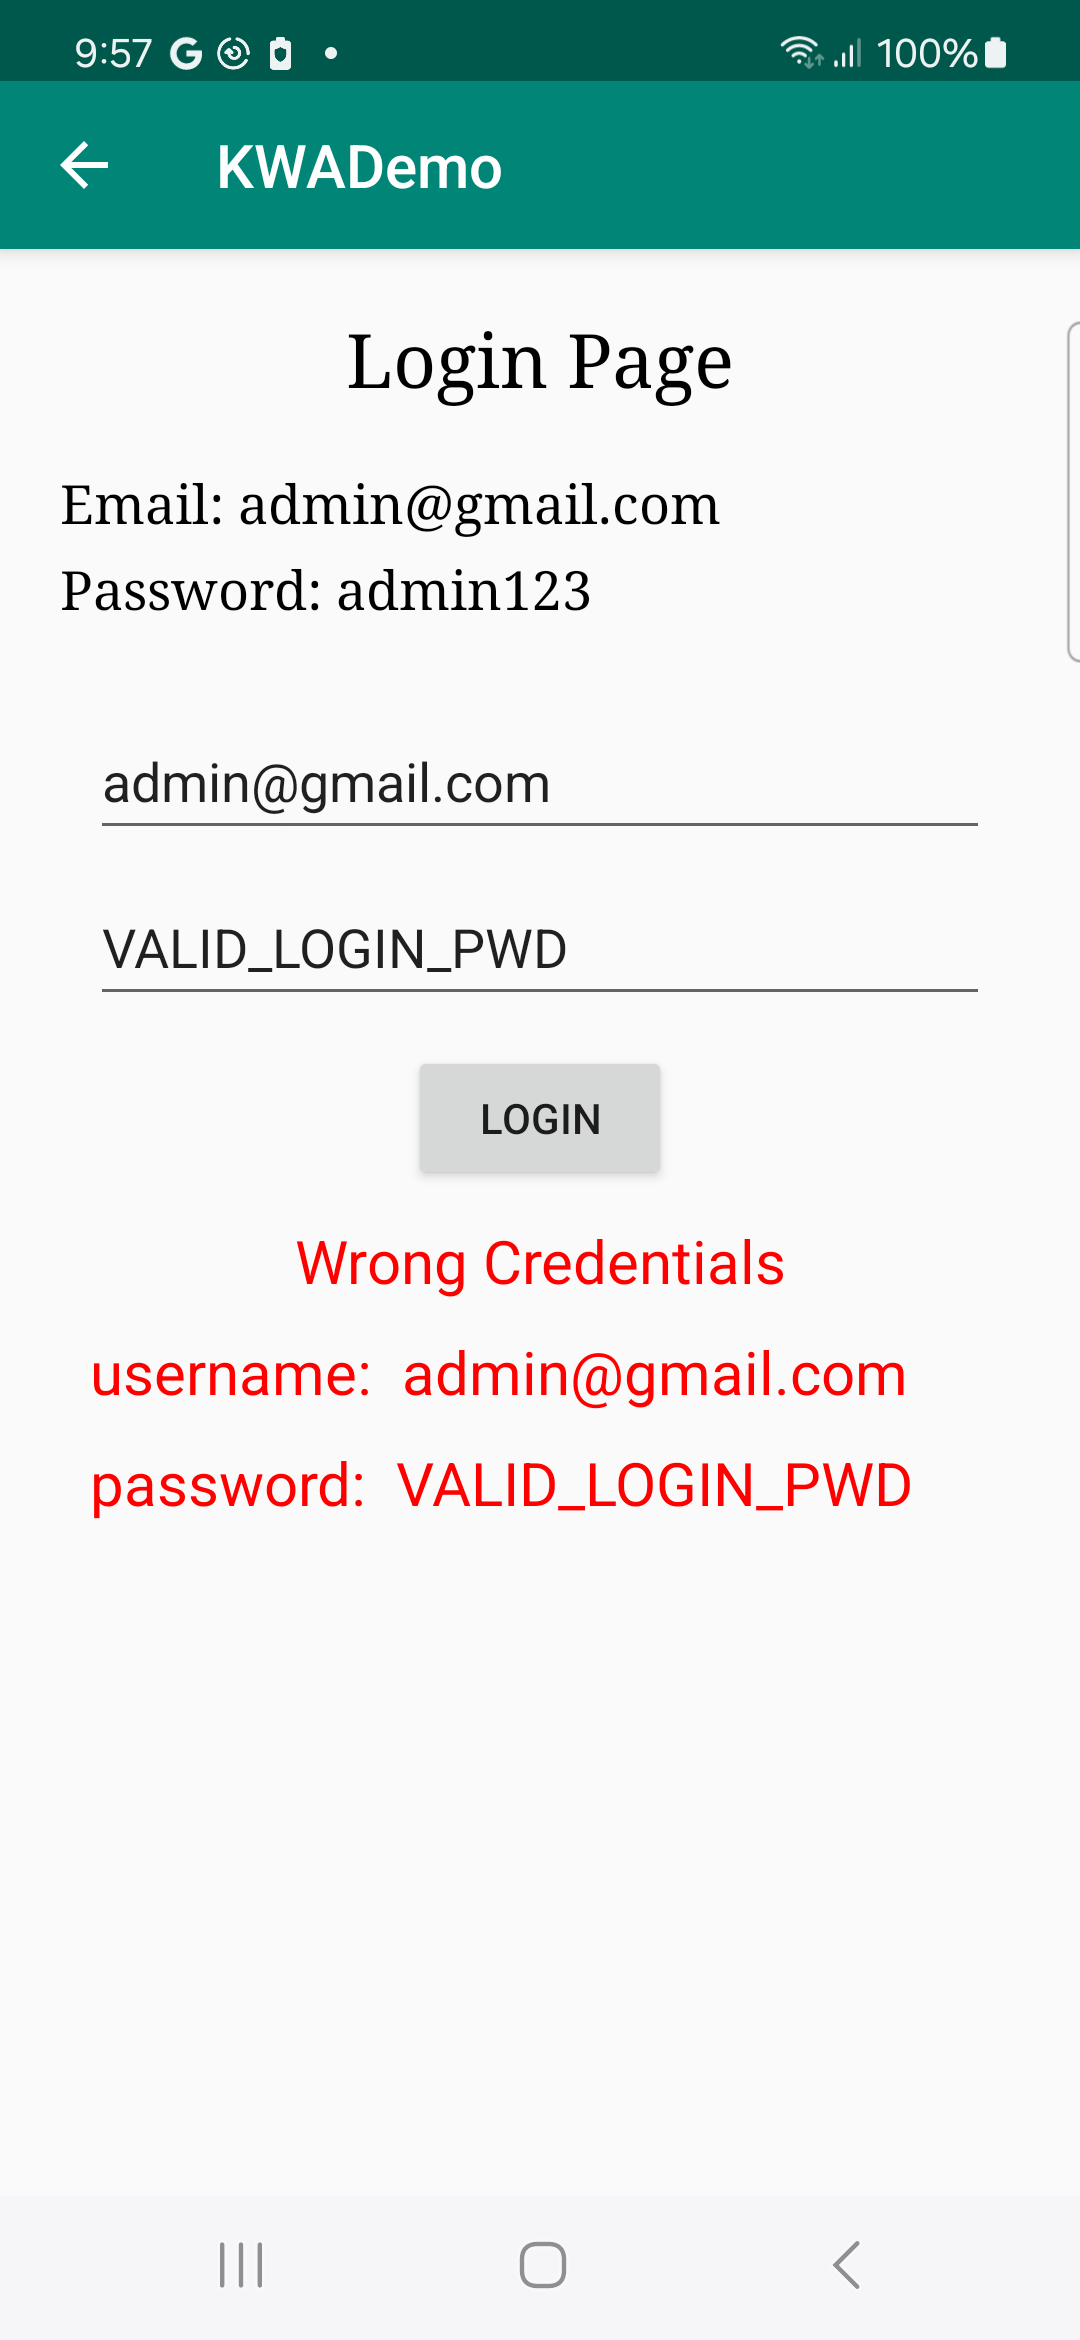 9:57 G 100%
KWADemo
Login Page
Email: admin@gmail.com
Password: admin123
admin@gmail.com
VALID_LOGIN_PWD
LOGIN
Wrong Credentials
username: admin@gmail.com
password: VALID_LOGIN_PWD